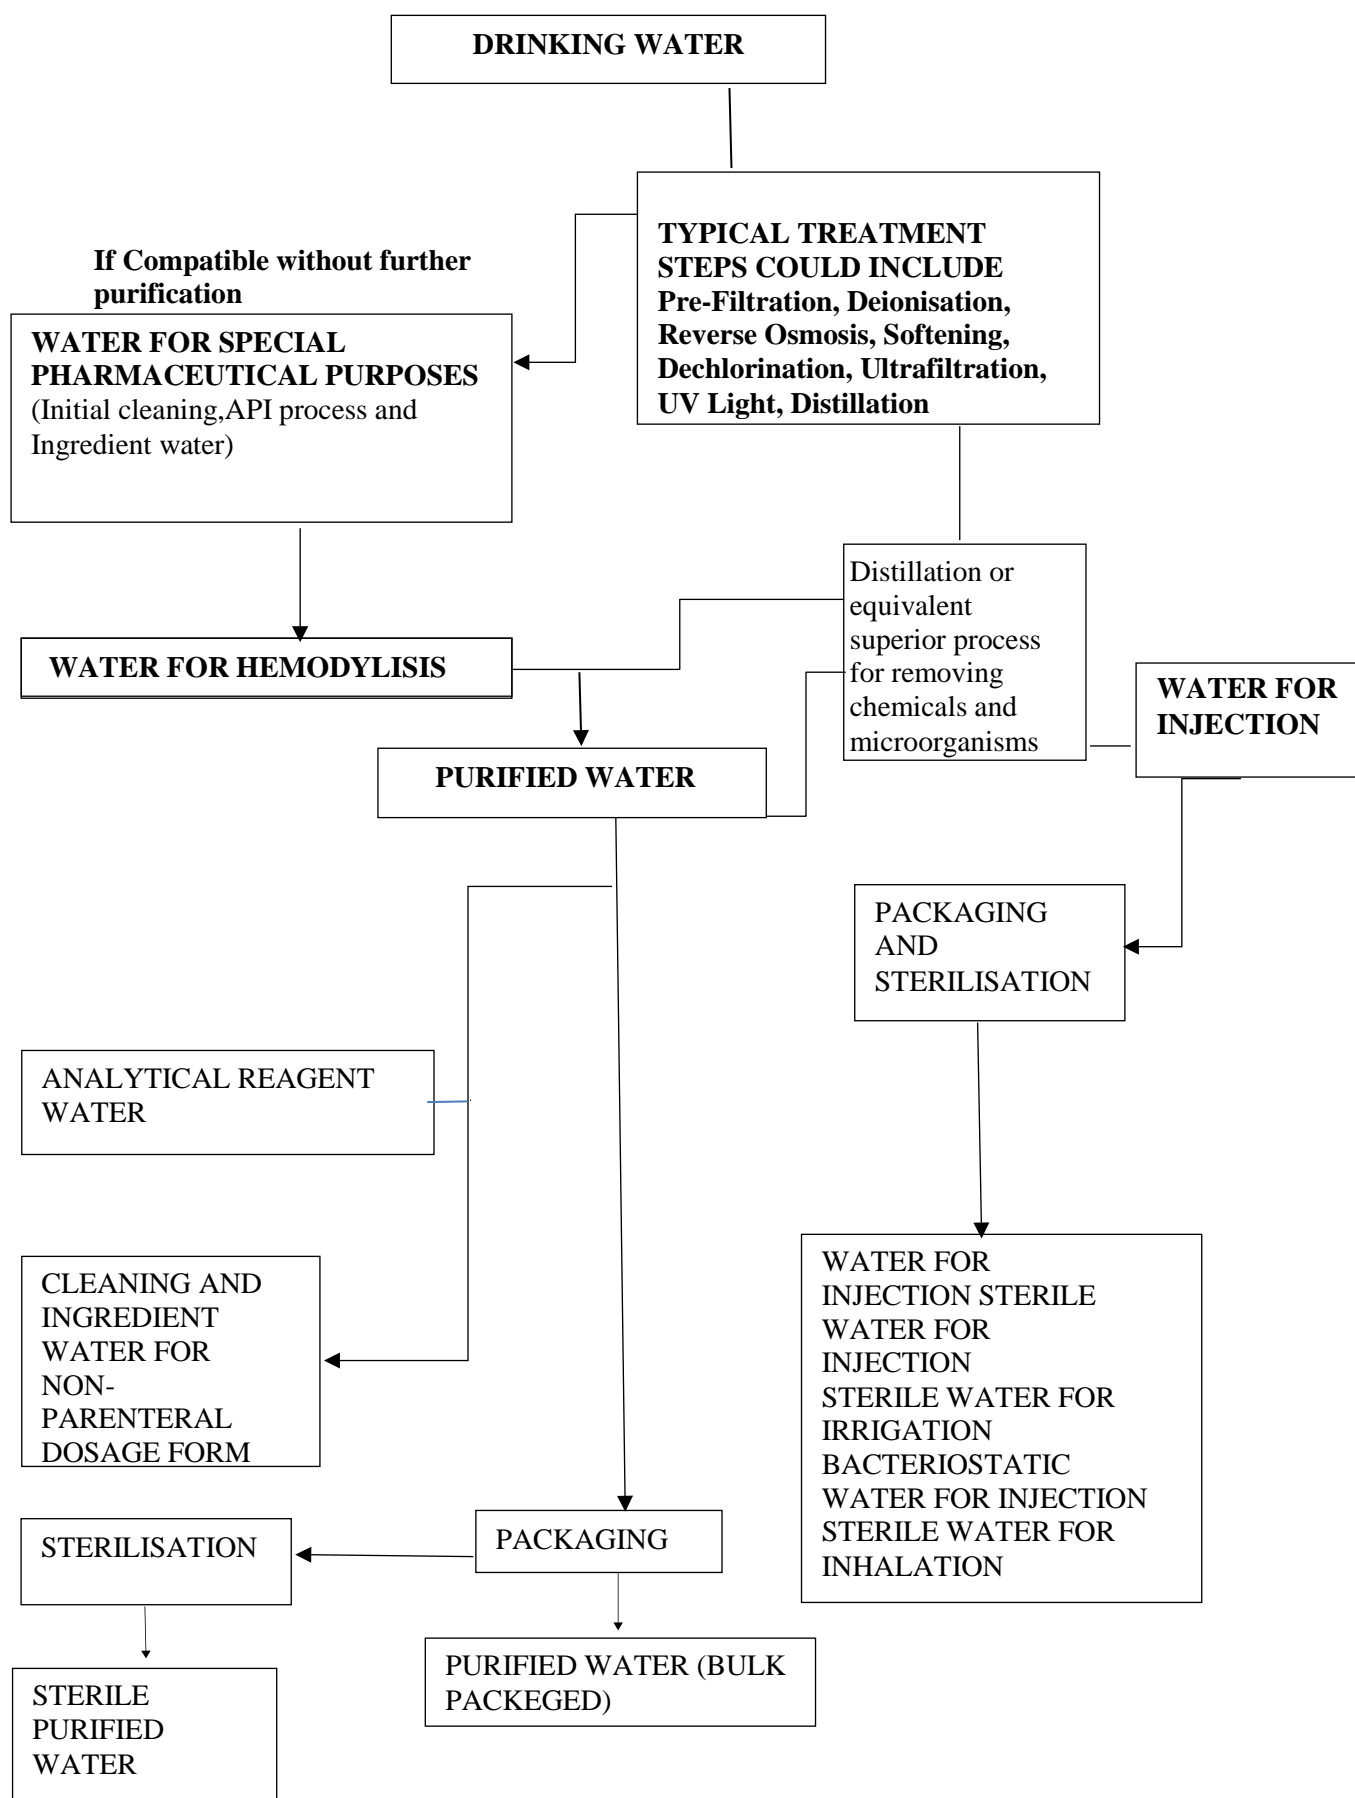 DRINKING WATER
TYPICAL TREATMENT
STEPS COULD INCLUDE
Pre-Filtration, Deionisation,
Reverse Osmosis, Softening,
Dechlorination, Ultrafiltration,
UV Light, Distillation
If Compatible without further
purification
WATER FOR SPECIAL
PHARMACEUTICAL PURPOSES
(Initial cleaning,API process and
Ingredient water)
Distillation or
equivalent
superior process
for removing
chemicals and
microorganisms
WATER FOR HEMODYLISIS
WATER FOR
INJECTION
PURIFIED WATER
PACKAGING
AND
STERILISATION
ANALYTICAL REAGENT
WATER
CLEANING AND
INGREDIENT
WATER FOR
NON-
PARENTERAL
DOSAGE FORM
WATER FOR
INJECTION STERILE
WATER FOR
INJECTION
STERILE WATER FOR
IRRIGATION
BACTERIOSTATIC
WATER FOR INJECTION
STERILE WATER FOR
INHALATION
PACKAGING
STERILISATION
PURIFIED WATER (BULK
PACKEGED)
STERILE
PURIFIED
WATER